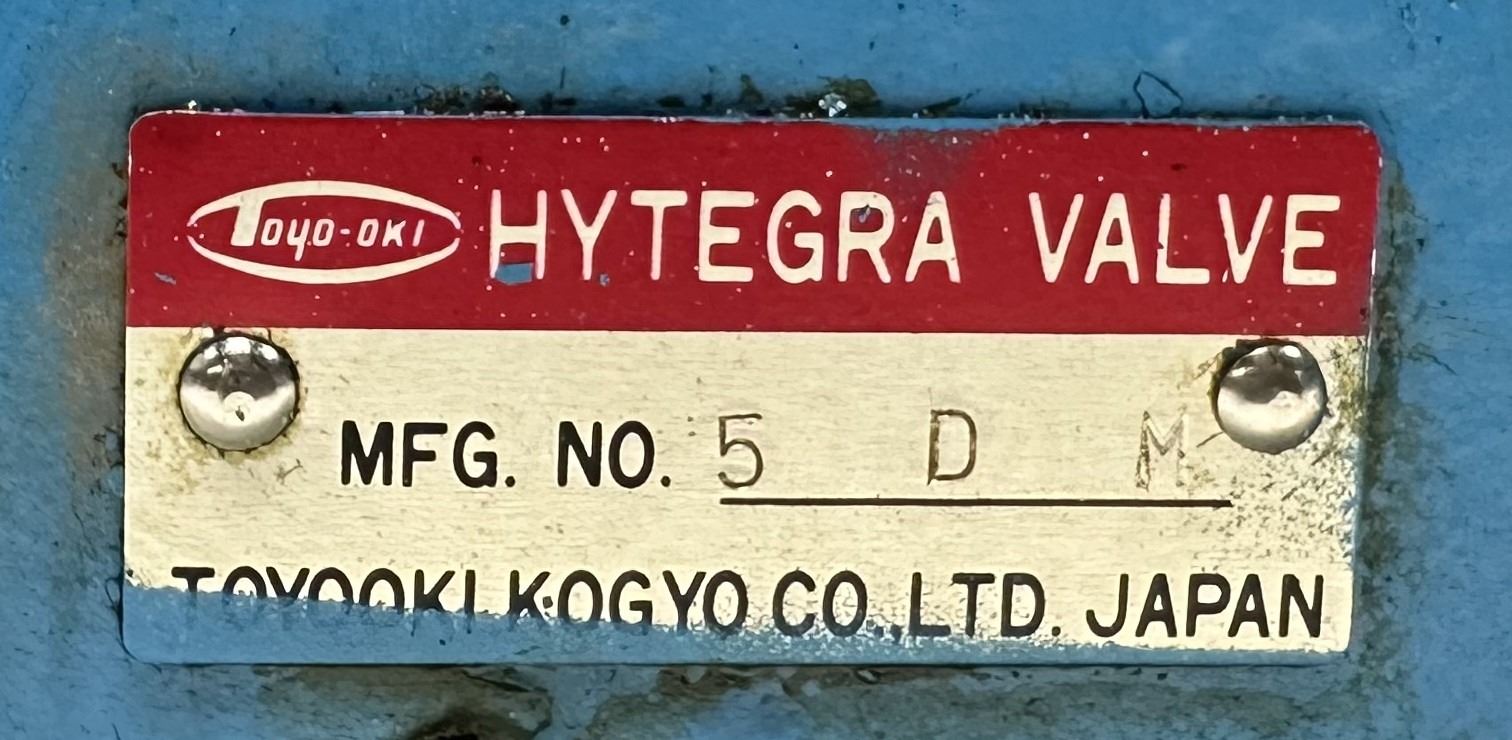 TOYO-OKI HYTEGRA VALVE
MFG. NO. 5 D M
TOYOOKI KOGYO CO., LTD. JAPAN